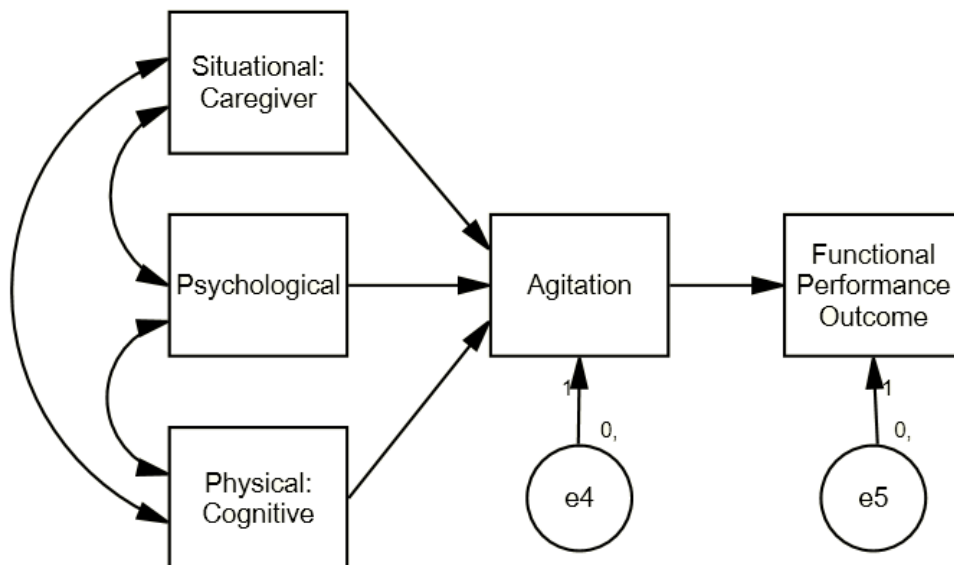 Situational:
Caregiver
Psychological
Physical:
Cognitive
Agitation
Functional
Performance
Outcome
1
0,
e4
1
0,
e5